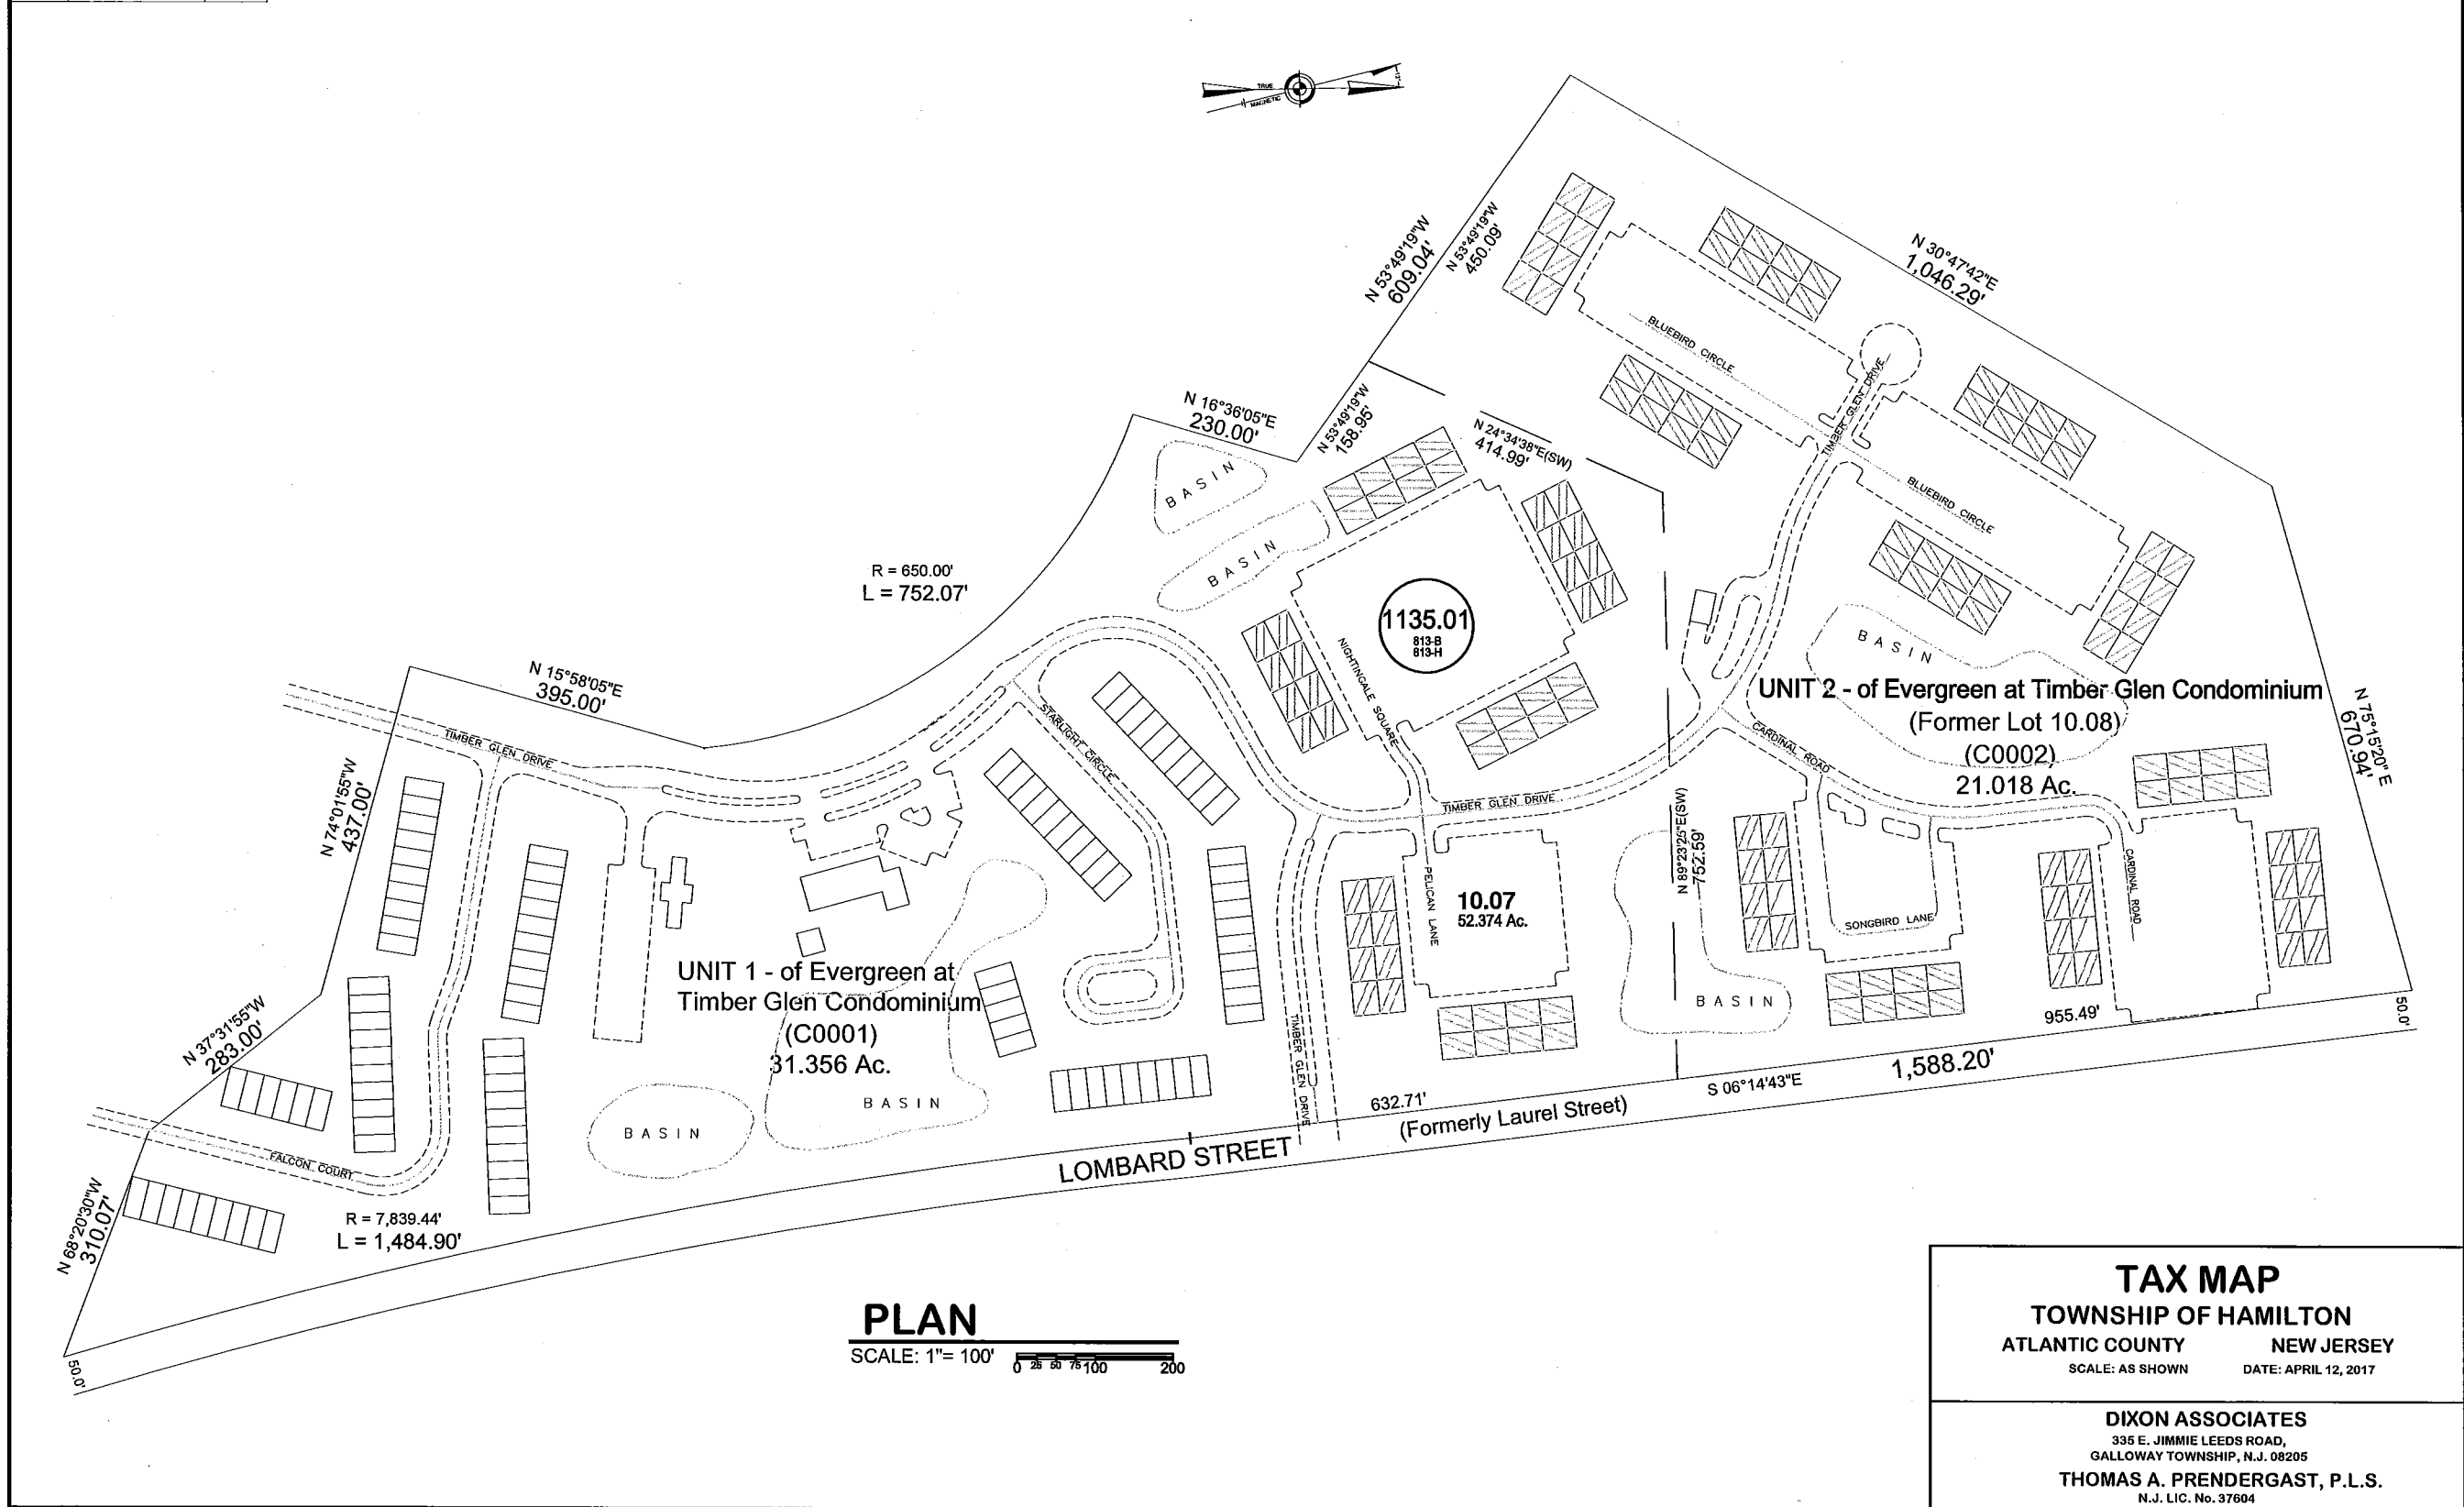 TRUE
MAGNETIC
N 53°49'19"W
609.04'
N 53°49'19"W
450.09'
N 30°47'42"E
1,046.29'
BLUEBIRD CIRCLE
TIMBER GLEN DRIVE
N 16°36'05"E
230.00'
N 53°49'19"W
158.95'
N 24°34'38"E(SW)
414.99'
TIMBER GLEN DRIVE
BASIN
BASIN
BLUEBIRD CIRCLE
R = 650.00'
L = 752.07'
1135.01
813-B
813-H
NIGHTINGALE SQUARE
BASIN
N 15°58'05"E
395.00'
UNIT 2 - of Evergreen at Timber Glen Condominium
(Former Lot 10.08)
(C0002)
21.018 Ac.
N 75°15'20" E
670.94'
TIMBER GLEN DRIVE
STARLIGHT CIRCLE
CARDINAL ROAD
N 74°01'55"W
437.00'
TIMBER GLEN DRIVE
N 89°23'26"E(SW)
752.59'
PELICAN LANE
10.07
52.374 Ac.
SONGBIRD LANE
CARDINAL ROAD
UNIT 1 - of Evergreen at
Timber Glen Condominium
(C0001)
31.356 Ac.
BASIN
N 37°31'55"W
283.00'
955.49'
50.0'
BASIN
BASIN
TIMBER GLEN DRIVE
632.71'
S 06°14'43"E
1,588.20'
(Formerly Laurel Street)
LOMBARD STREET
FALCON COURT
N 68°20'30"W
310.07'
R = 7,839.44'
L = 1,484.90'
50.0'
PLAN
SCALE: 1"= 100'
0 25 50 75 100 200
TAX MAP
TOWNSHIP OF HAMILTON
ATLANTIC COUNTY NEW JERSEY
SCALE: AS SHOWN DATE: APRIL 12, 2017
DIXON ASSOCIATES
335 E. JIMMIE LEEDS ROAD,
GALLOWAY TOWNSHIP, N.J. 08205
THOMAS A. PRENDERGAST, P.L.S.
N.J. LIC. No. 37604